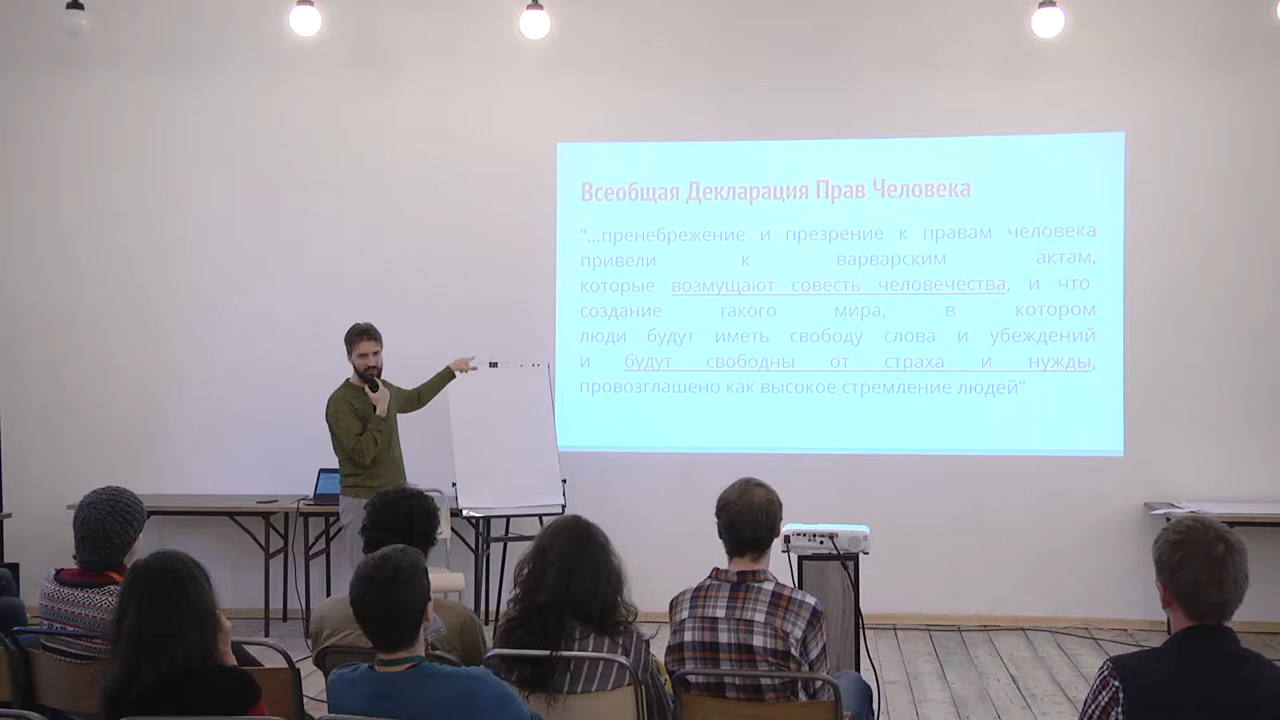 Всеобщая Декларация Прав Человека
“...пренебрежение и презрение к правам человека
привели к варварским актам,
которые возмущают совесть человечества, и что
создание такого мира, в котором
люди будут иметь свободу слова и убеждений
и будут свободны от страха и нужды,
провозглашено как высокое стремление людей”